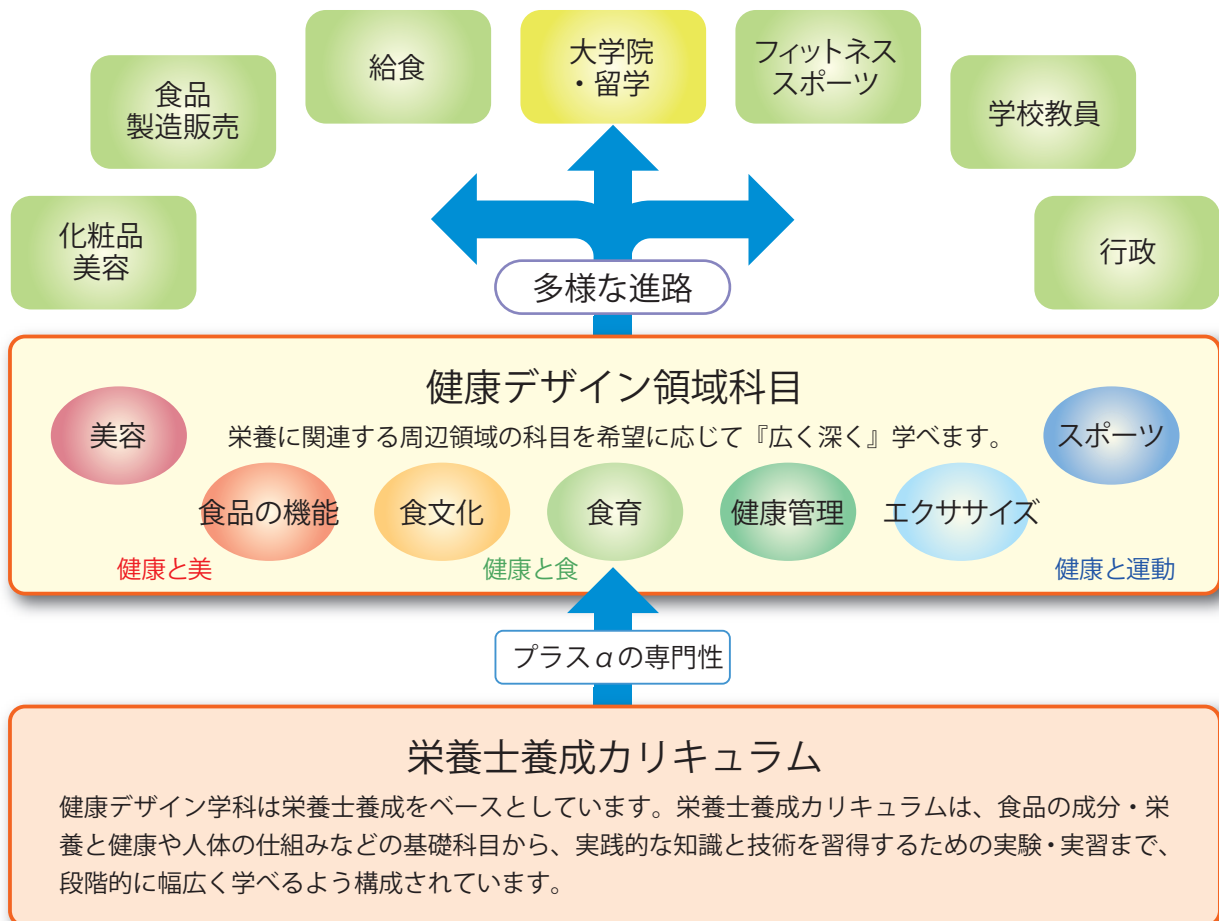 化粧品
美容
食品
製造販売
給食
大学院
・留学
フィットネス
スポーツ
学校教員
行政
多様な進路
健康デザイン領域科目
栄養に関連する周辺領域の科目を希望に応じて『広く深く』学べます。
美容
食品の機能
食文化
食育
健康管理
エクササイズ
スポーツ
健康と美
健康と食
健康と運動
プラスαの専門性
栄養士養成カリキュラム
健康デザイン学科は栄養士養成をベースとしています。栄養士養成カリキュラムは、食品の成分・栄
養と健康や人体の仕組みなどの基礎科目から、実践的な知識と技術を習得するための実験・実習まで、
段階的に幅広く学べるよう構成されています。